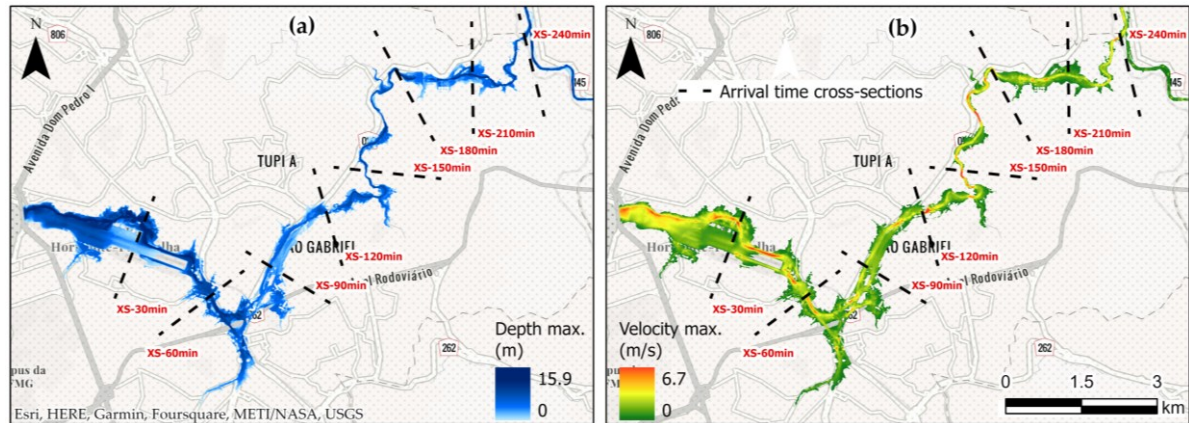 (a)
N
806
XS-240min
045
Avenida Dom Pedro I
XS-210min
XS-180min
TUPI A
XS-150min
XS-120min
XS-90min
XS-30min
262
XS-60min
Depth max.
(m)
15.9
0
Esri, HERE, Garmin, Foursquare, METI/NASA, USGS
(b)
N
806
XS-240min
Arrival time cross-sections
045
XS-210min
XS-180min
TUPI A
XS-150min
XS-120min
XS-90min
XS-30min
XS-60min
262
Velocity max.
(m/s)
6.7
0
0 1.5 3
km